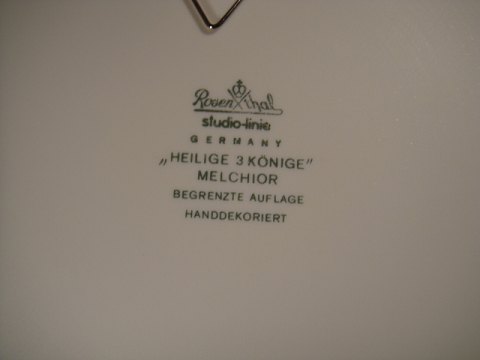 Rosenthal
studio-linie
GERMANY
„HEILIGE 3 KÖNIGE"
MELCHIOR
BEGRENZTE AUFLAGE
HANDDEKORIERT